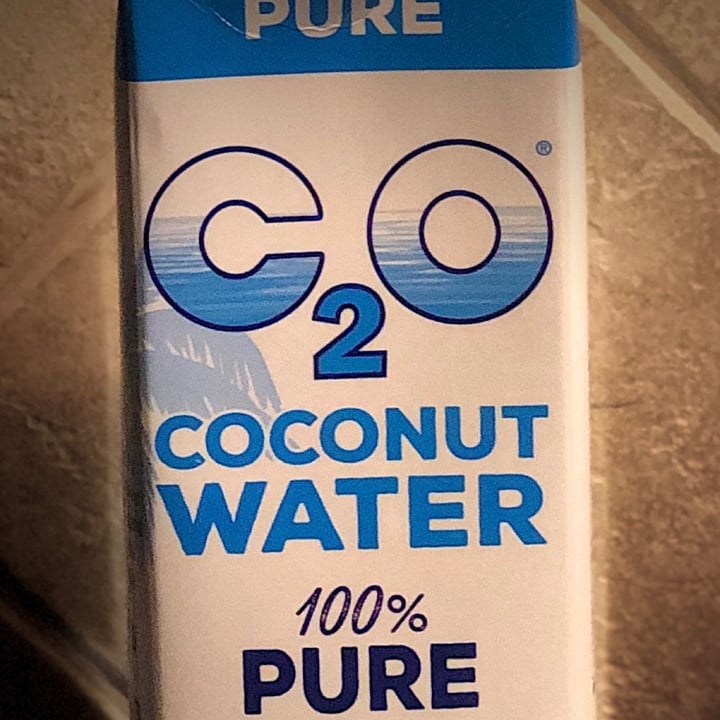 PURE
C2O®
COCONUT
WATER
100%
PURE